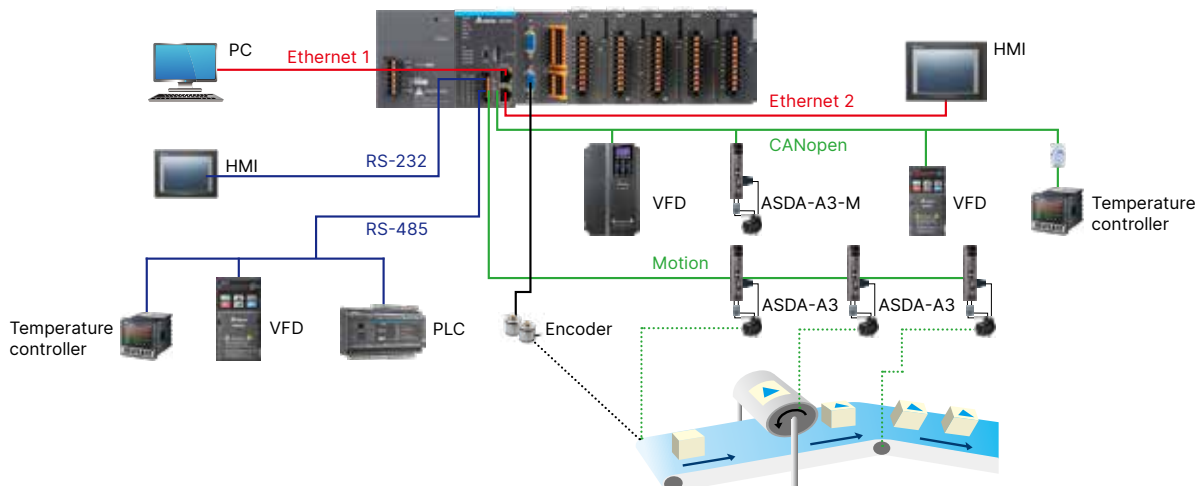 PC
Ethernet 1
HMI
Ethernet 2
CANopen
HMI
RS-232
VFD
ASDA-A3-M
VFD
Temperature
controller
RS-485
Motion
ASDA-A3
ASDA-A3
Temperature
controller
VFD
PLC
Encoder